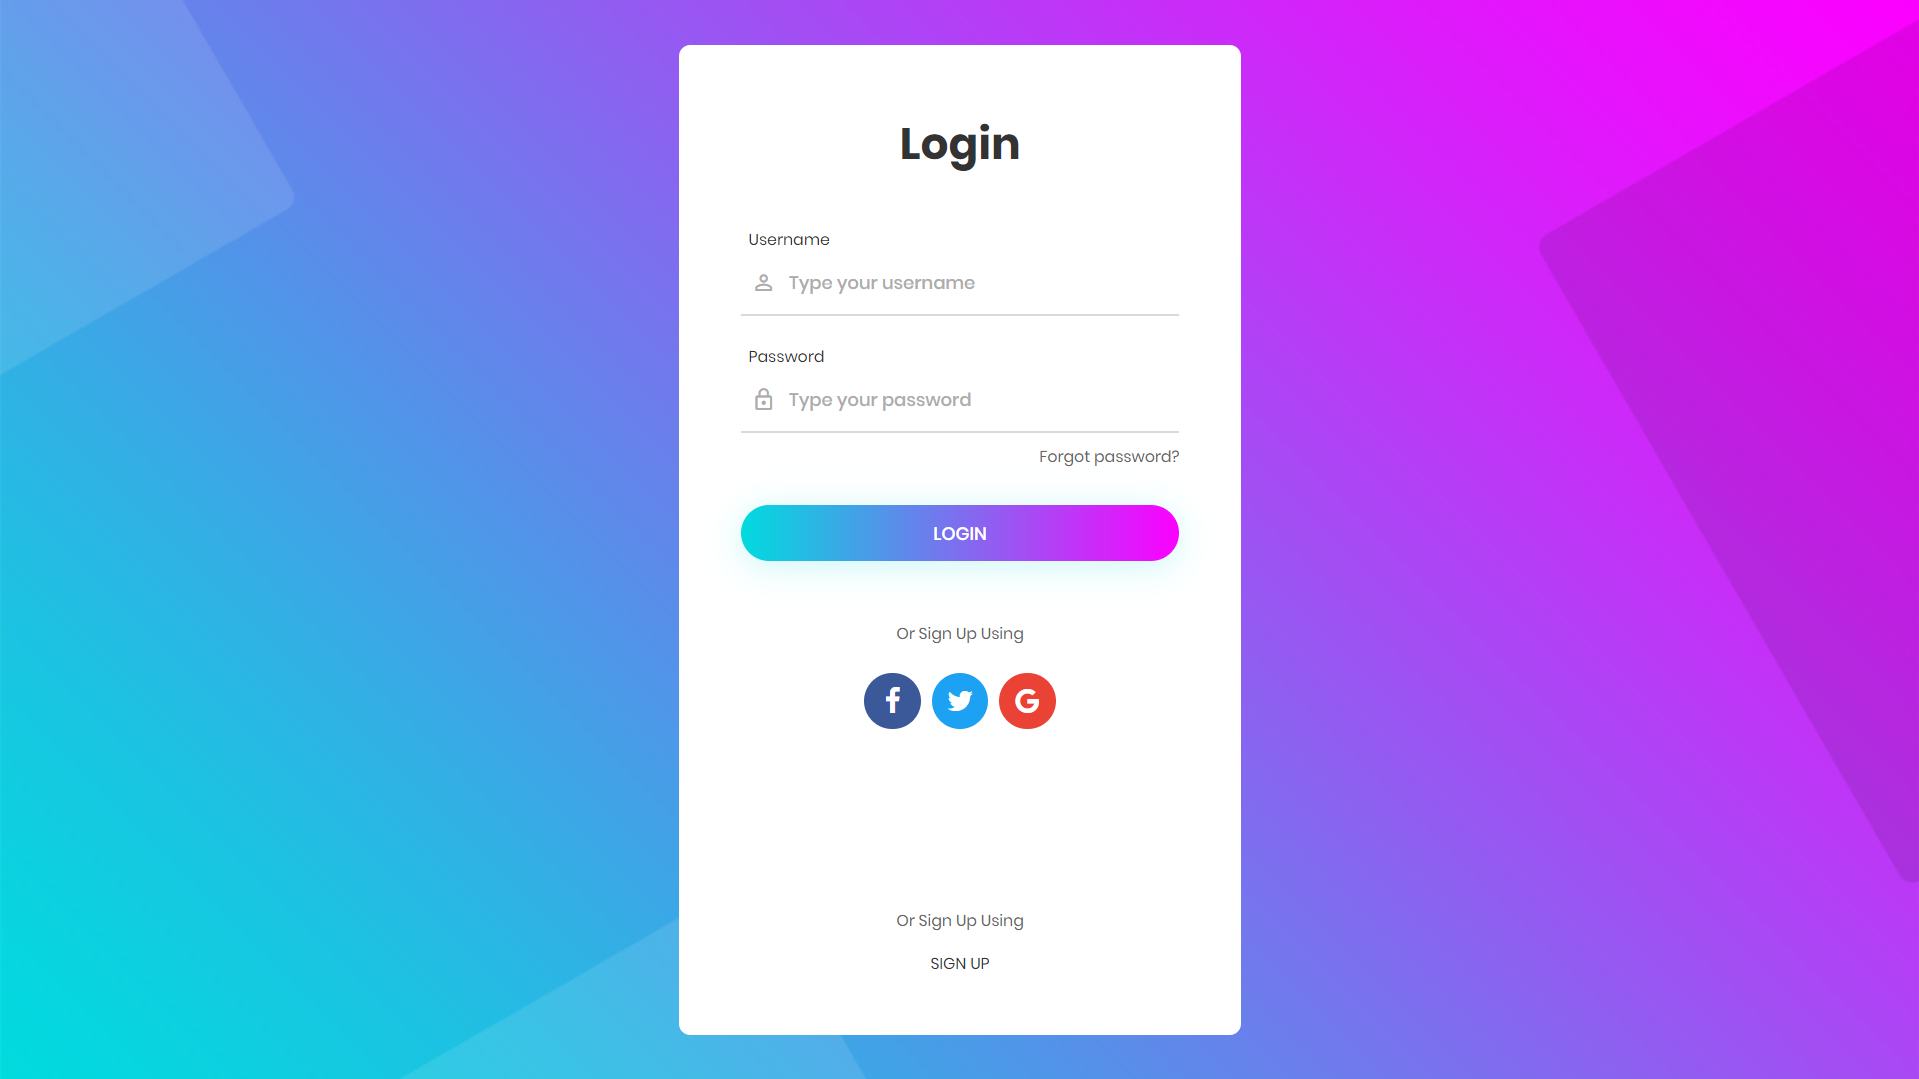 Login
Username
Type your username
Password
Type your password
Forgot password?
LOGIN
Or Sign Up Using
Or Sign Up Using
SIGN UP